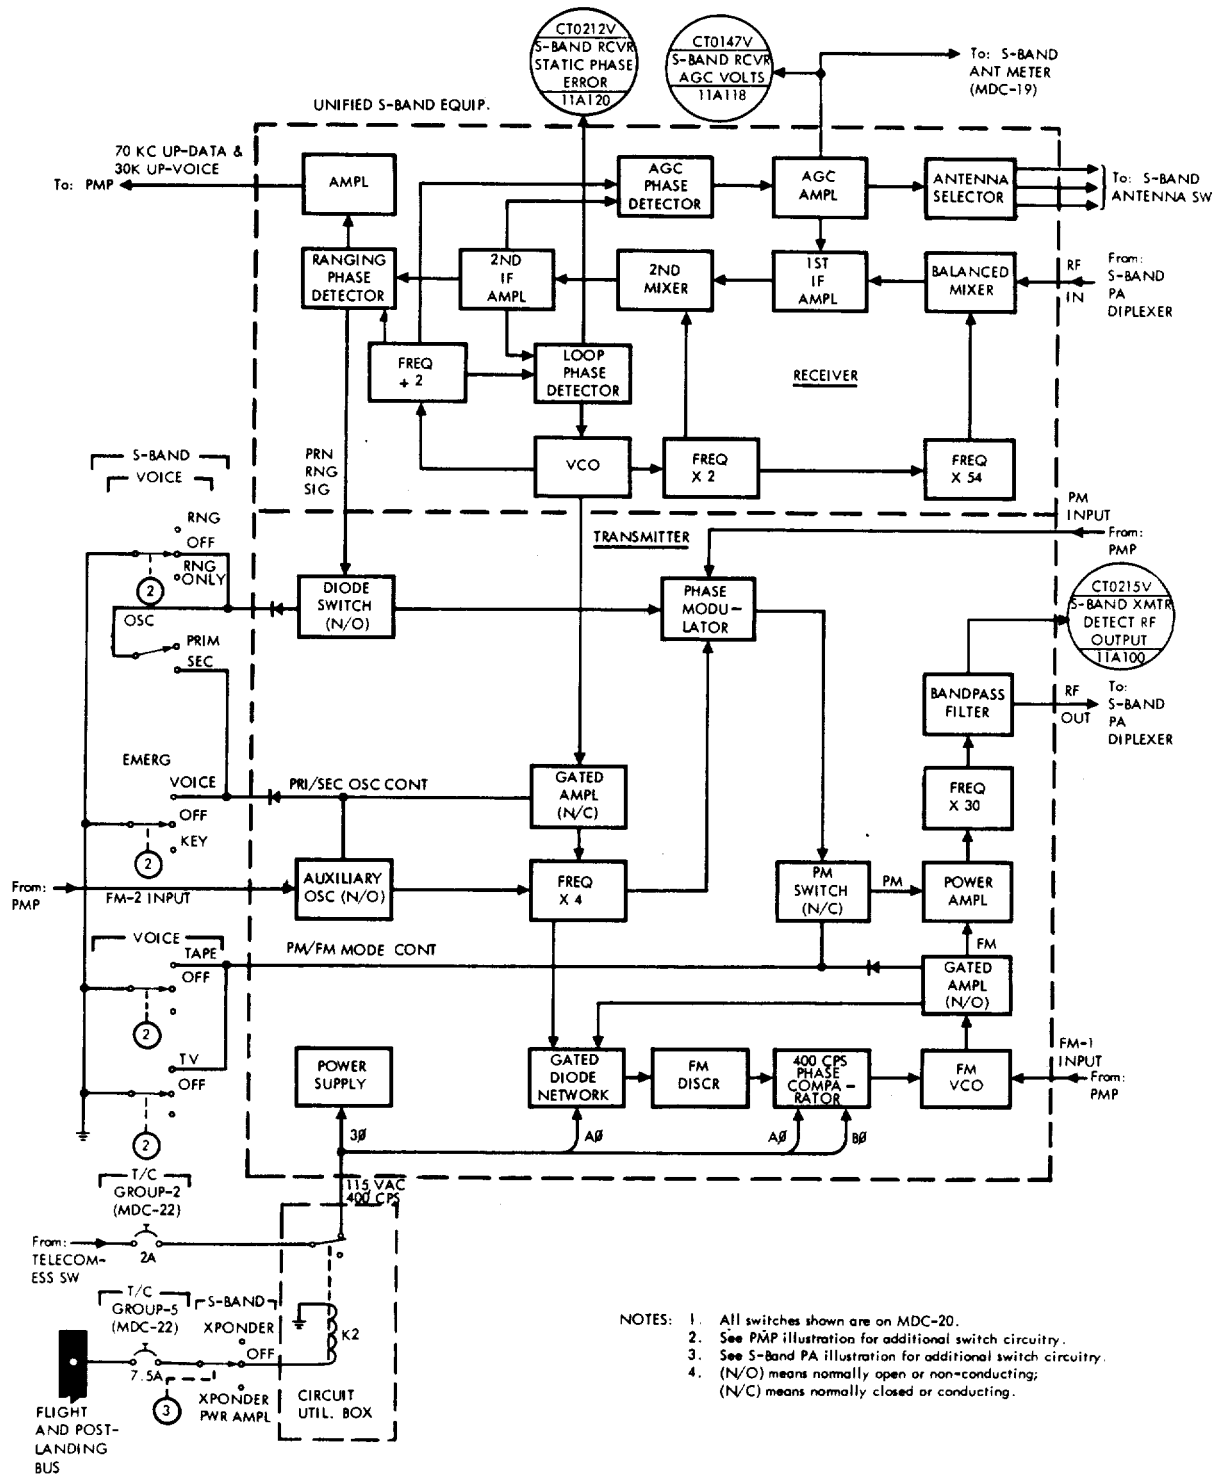 CT0212V
S-BAND RCVR
STATIC PHASE
ERROR
11A120
CT0147V
S-BAND RCVR
AGC VOLTS
11A118
To: S-BAND
ANT METER
(MDC-19)
UNIFIED S-BAND EQUIP.
70 KC UP-DATA &
30K UP-VOICE
To: PMP
AMPL
AGC
PHASE
DETECTOR
AGC
AMPL
ANTENNA
SELECTOR
To: S-BAND
ANTENNA SW
RANGING
PHASE
DETECTOR
2ND
IF
AMPL
2ND
MIXER
1ST
IF
AMPL
BALANCED
MIXER
RF
IN
From:
S-BAND
PA
DIPLEXER
FREQ
÷ 2
LOOP
PHASE
DETECTOR
RECEIVER
PRN
RNG
SIG
VCO
FREQ
X 2
FREQ
X 54
S-BAND
VOICE
RNG
OFF
RNG
ONLY
2
OSC
PRIM
SEC
TRANSMITTER
PM
INPUT
From:
PMP
DIODE
SWITCH
(N/O)
PHASE
MODU-
LATOR
CT0215V
S-BAND XMTR
DETECT RF
OUTPUT
11A100
BANDPASS
FILTER
RF
OUT
To:
S-BAND
PA
DIPLEXER
EMERG
VOICE
OFF
KEY
2
PRI/SEC OSC CONT
GATED
AMPL
(N/C)
FREQ
X 30
From:
PMP
FM-2 INPUT
AUXILIARY
OSC (N/O)
FREQ
X 4
PM
SWITCH
(N/C)
PM
POWER
AMPL
FM
VOICE
TAPE
OFF
2
PM/FM MODE CONT
GATED
AMPL
(N/O)
TV
OFF
2
POWER
SUPPLY
GATED
DIODE
NETWORK
FM
DISCR
400 CPS
PHASE
COMPA-
RATOR
FM
VCO
FM-1
INPUT
From:
PMP
3Ø
AØ
AØ
BØ
115 VAC
400 CPS
T/C
GROUP-2
(MDC-22)
From:
TELECOM-
ESS SW
2A
T/C
GROUP-5
(MDC-22)
S-BAND
XPONDER
OFF
XPONDER
PWR AMPL
7.5A
3
K2
CIRCUIT
UTIL. BOX
FLIGHT
AND POST-
LANDING
BUS
NOTES: 1. All switches shown are on MDC-20.
2. See PMP illustration for additional switch circuitry.
3. See S-Band PA illustration for additional switch circuitry.
4. (N/O) means normally open or non-conducting;
(N/C) means normally closed or conducting.